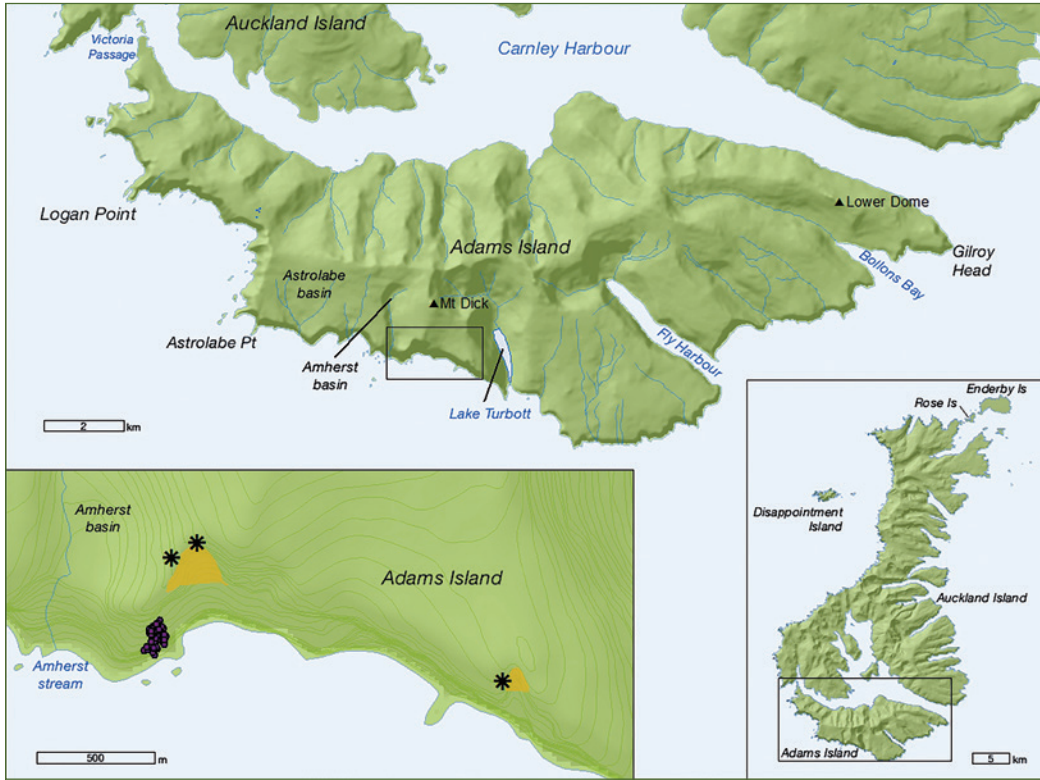 Auckland Island
Victoria
Passage
Carnley Harbour
Logan Point
Lower Dome
Adams Island
Gilroy
Head
Bollons Bay
Astrolabe
basin
Mt Dick
Astrolabe Pt
Amherst
basin
Fly Harbour
Lake Turbott
2 km
Amherst
basin
Adams Island
Amherst
stream
500 m
Enderby Is
Rose Is
Disappointment
Island
Auckland Island
Adams Island
5 km